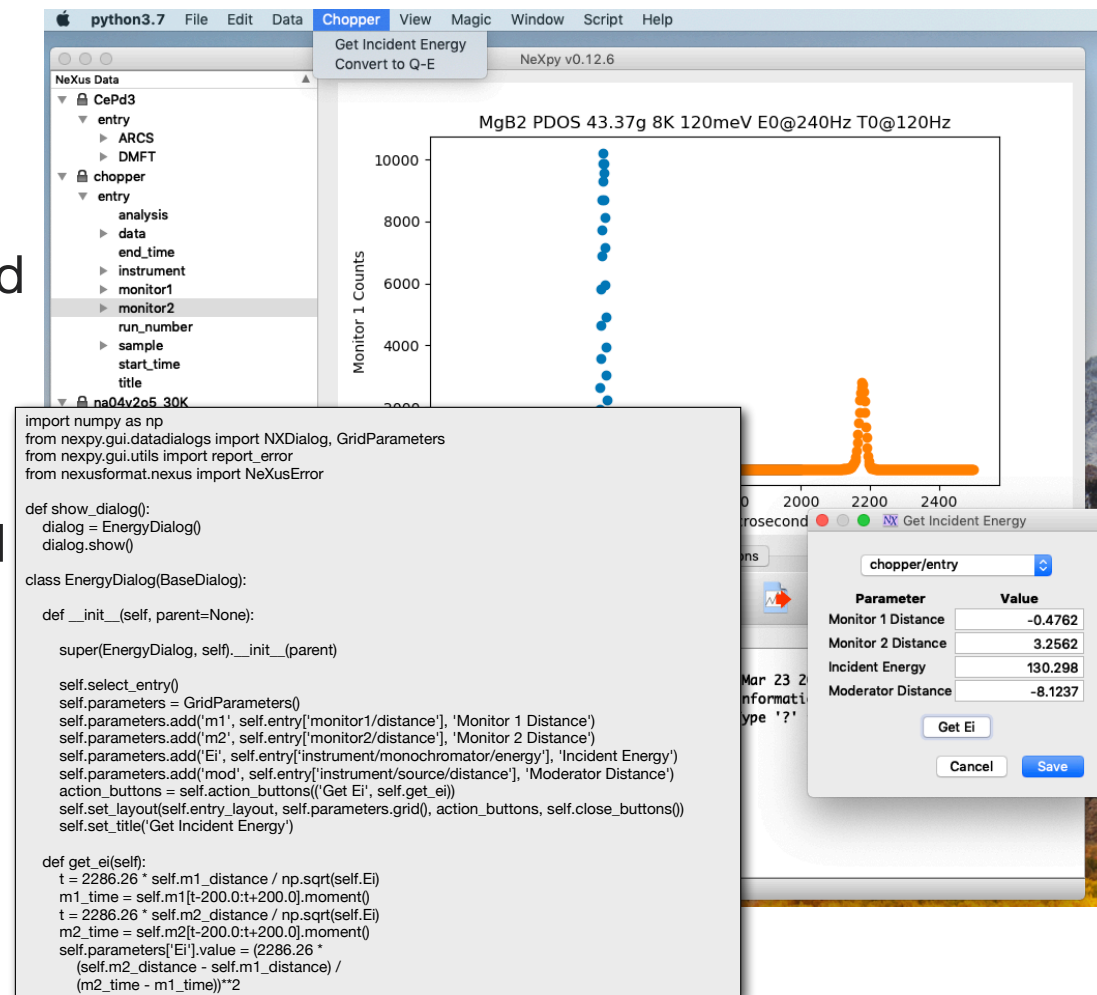 python3.7 File Edit Data Chopper View Magic Window Script Help
Get Incident Energy
Convert to Q-E
NeXpy v0.12.6
NeXus Data
CePd3
entry
ARCS
DMFT
chopper
entry
analysis
data
end_time
instrument
monitor1
monitor2
run_number
sample
start_time
title
na04v2o5_30K
d
MgB2 PDOS 43.37g 8K 120meV E0@240Hz T0@120Hz
10000
8000
6000
4000
Monitor 1 Counts
0 2000 2200 2400
rosecond
ons
Mar 23 2
nformati
ype '?'
import numpy as np
from nexpy.gui.datadialogs import NXDialog, GridParameters
from nexpy.gui.utils import report_error
from nexusformat.nexus import NeXusError
def show_dialog():
dialog = EnergyDialog()
dialog.show()
class EnergyDialog(BaseDialog):
def __init__(self, parent=None):
super(EnergyDialog, self).__init__(parent)
self.select_entry()
self.parameters = GridParameters()
self.parameters.add('m1', self.entry['monitor1/distance'], 'Monitor 1 Distance')
self.parameters.add('m2', self.entry['monitor2/distance'], 'Monitor 2 Distance')
self.parameters.add('Ei', self.entry['instrument/monochromator/energy'], 'Incident Energy')
self.parameters.add('mod', self.entry['instrument/source/distance'], 'Moderator Distance')
action_buttons = self.action_buttons(('Get Ei', self.get_ei))
self.set_layout(self.entry_layout, self.parameters.grid(), action_buttons, self.close_buttons())
self.set_title('Get Incident Energy')
def get_ei(self):
t = 2286.26 * self.m1_distance / np.sqrt(self.Ei)
m1_time = self.m1[t-200.0:t+200.0].moment()
t = 2286.26 * self.m2_distance / np.sqrt(self.Ei)
m2_time = self.m2[t-200.0:t+200.0].moment()
self.parameters['Ei'].value = (2286.26 *
(self.m2_distance - self.m1_distance) /
(m2_time - m1_time))**2
NX Get Incident Energy
chopper/entry
Parameter Value
Monitor 1 Distance -0.4762
Monitor 2 Distance 3.2562
Incident Energy 130.298
Moderator Distance -8.1237
Get Ei
Cancel Save